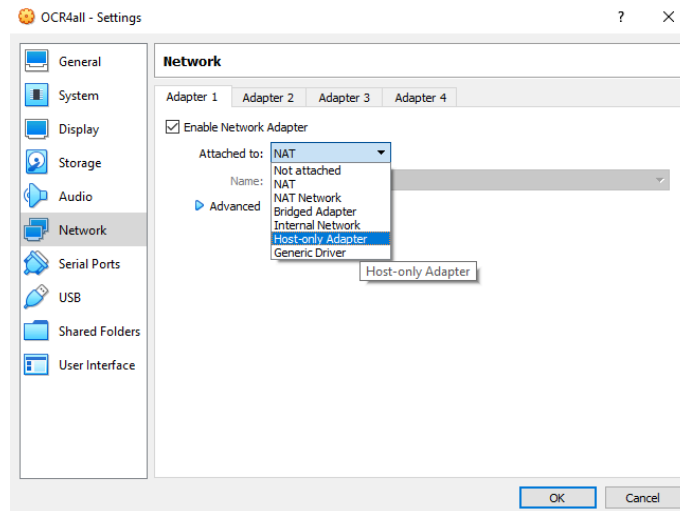 OCR4all - Settings
?
General
System
Display
Storage
Audio
Network
Serial Ports
USB
Shared Folders
User Interface
Network
Adapter 1 Adapter 2 Adapter 3 Adapter 4
Enable Network Adapter
Attached to: NAT
Not attached
Name:
NAT
NAT Network
Advanced
Bridged Adapter
Internal Network
Host-only Adapter
Generic Driver
Host-only Adapter
OK Cancel